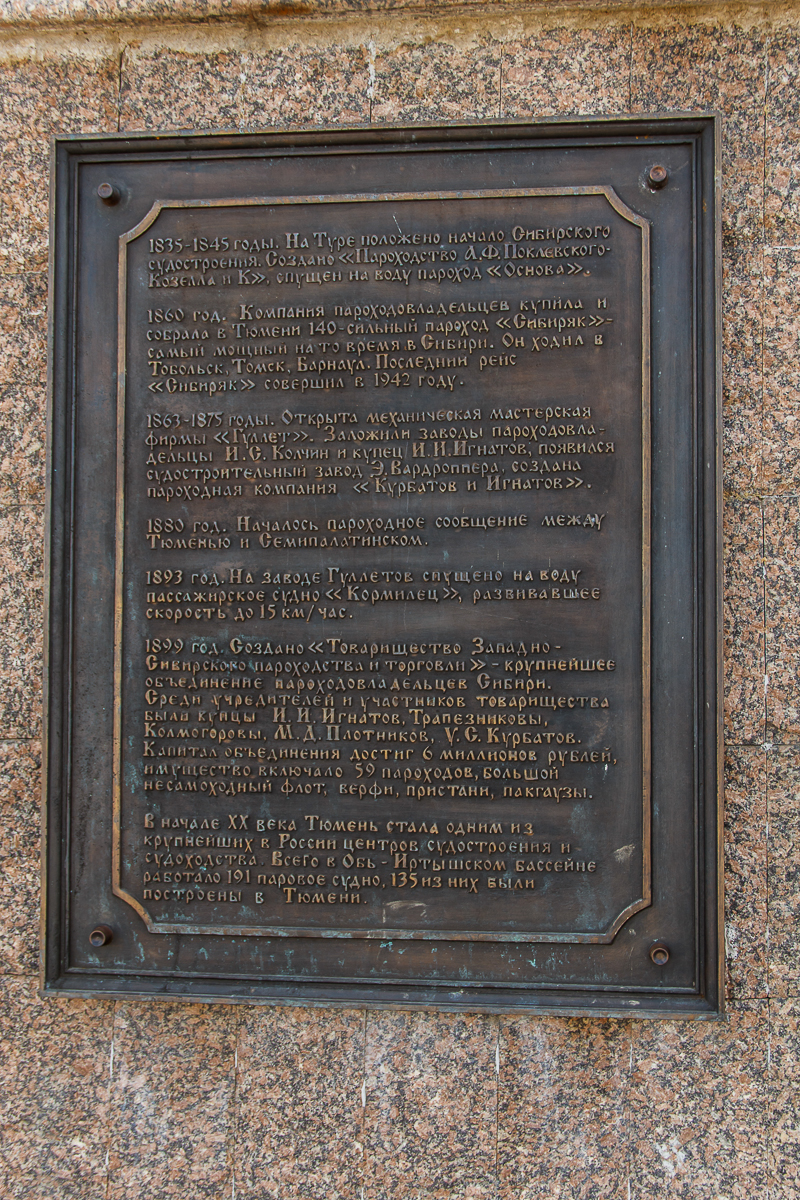 1835-1845 годы. На Туре положено начало Сибирского
судостроения. Создано «Пароходство А.Ф.Поклевского-
Козелла и К», спущен на воду пароход «Основа».
1860 год. Компания пароходовладельцев купила и
собрала в Тюмени 140-сильный пароход «Сибиряк»-
самый мощный на то время в Сибири. Он ходил в
Тобольск, Томск, Барнаул. Последний рейс
«Сибиряк» совершил в 1942 году.
1863-1875 годы. Открыта механическая мастерская
фирмы «Гуллет». Заложили заводы пароходовла-
дельцы И.С. Колчин и купец И.И.Игнатов, появился
судостроительный завод Э.Вардроппера, создана
пароходная компания «Курбатов и Игнатов».
1880 год. Началось пароходное сообщение между
Тюменью и Семипалатинском.
1893 год. На заводе Гуллетов спущено на воду
пассажирское судно «Кормилец», развивавшее
скорость до 15 км/час.
1899 год. Создано «Товарищество Западно-
Сибирского пароходства и торговли» - крупнейшее
объединение пароходовладельцев Сибири.
Среди учредителей и участников товарищества
были купцы И.И.Игнатов, Трапезниковы,
Колмогоровы, М.Д.Плотников, У.С.Курбатов.
Капитал объединения достиг 6 миллионов рублей,
имущество включало 59 пароходов, большой
несамоходный флот, верфи, пристани, пакгаузы.
В начале XX века Тюмень стала одним из
крупнейших в России центров судостроения и
судоходства. Всего в Обь-Иртышском бассейне
работало 191 паровое судно, 135 из них были
построены в Тюмени.